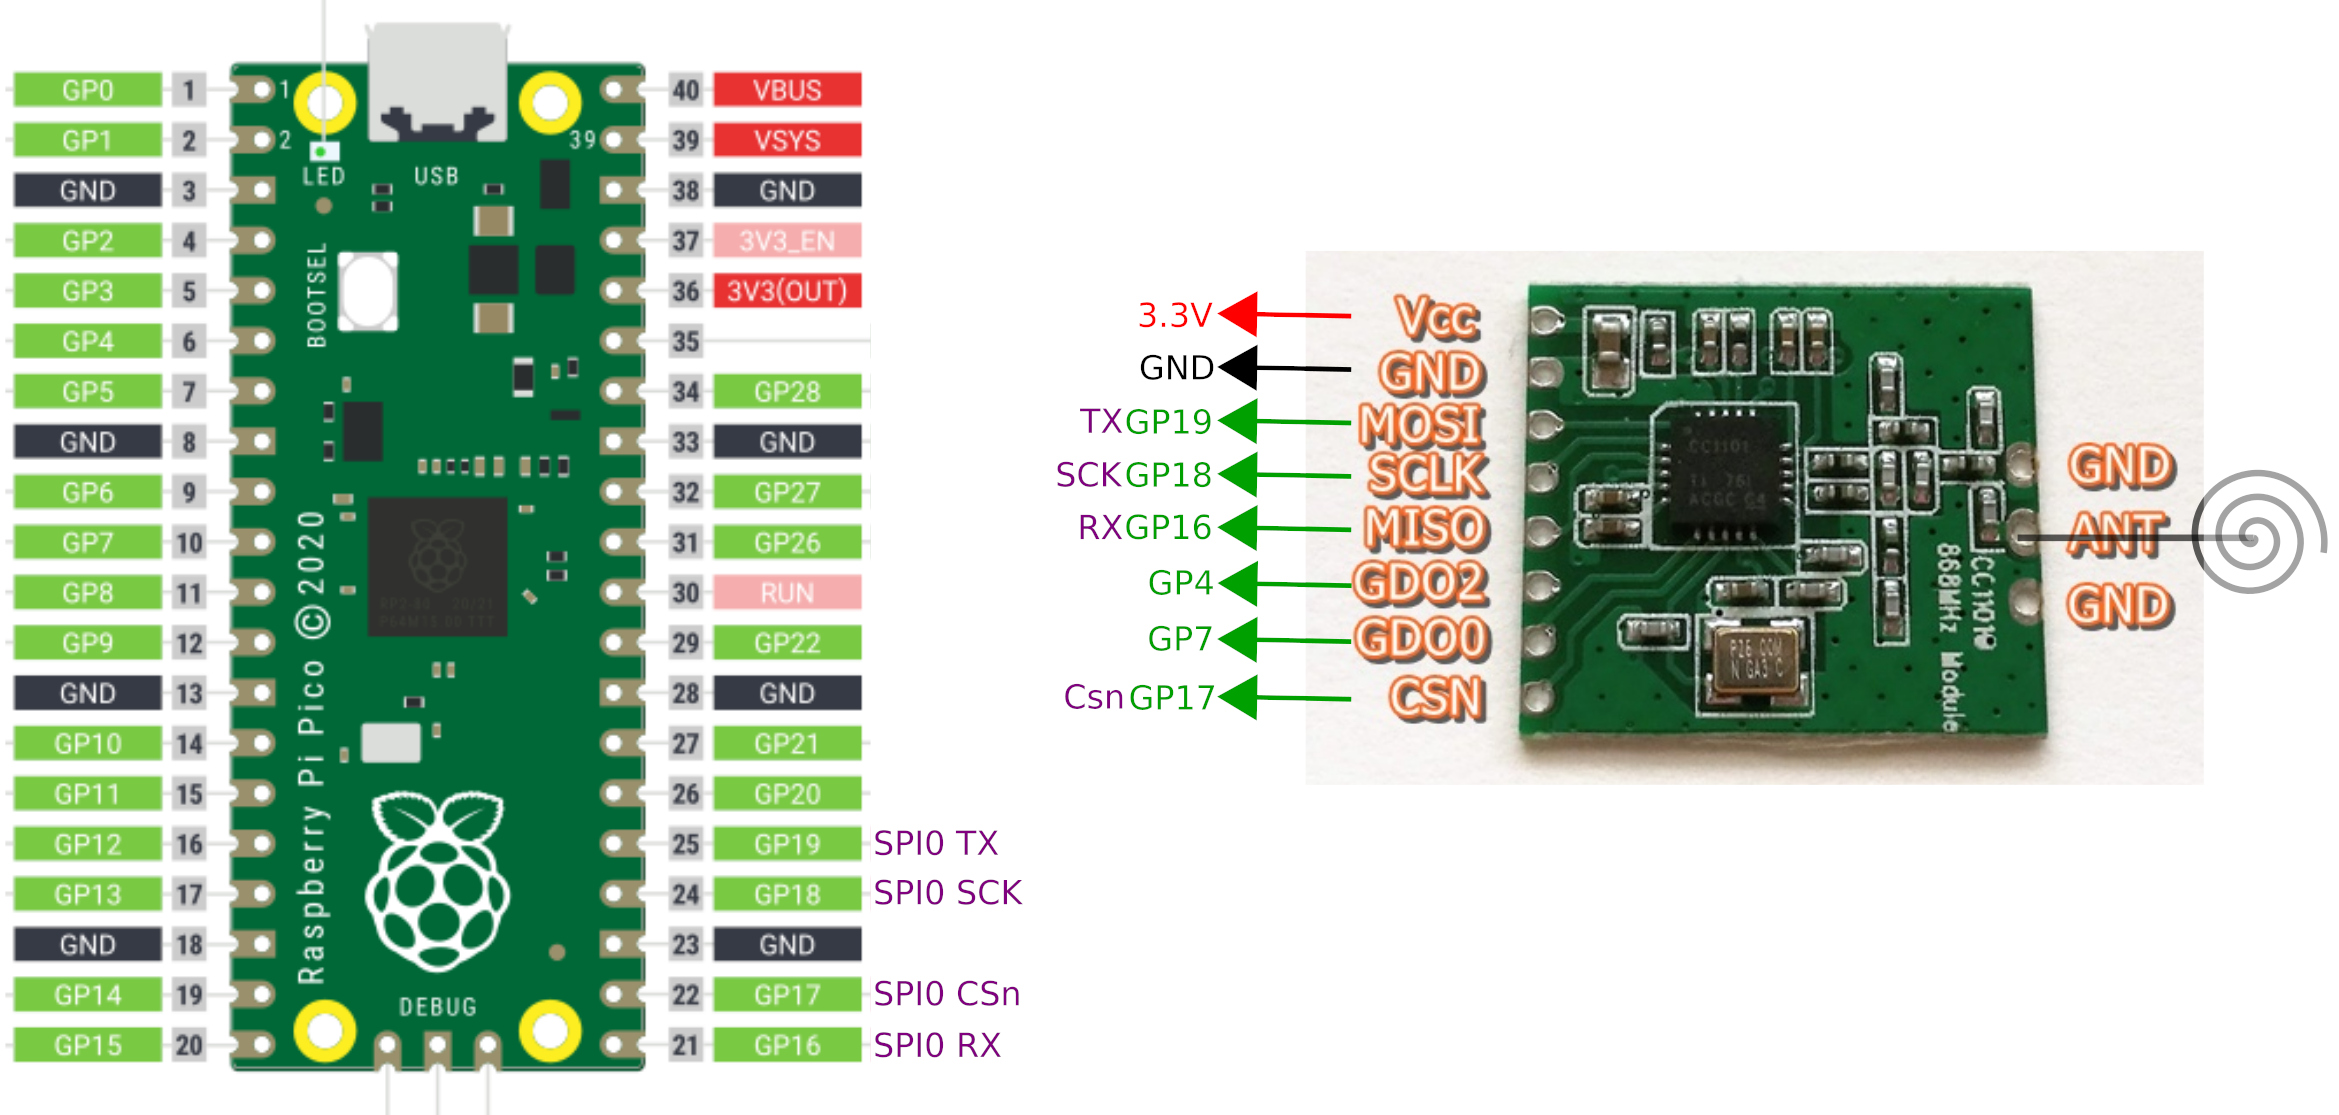 GP0 1
GP1 2
GND 3
GP2 4
GP3 5
GP4 6
GP5 7
GND 8
GP6 9
GP7 10
GP8 11
GP9 12
GND 13
GP10 14
GP11 15
GP12 16
GP13 17
GND 18
GP14 19
GP15 20
1
2
39
LED
USB
BOOTSEL
Raspberry Pi Pico ©2020
DEBUG
40 VBUS
39 VSYS
38 GND
37 3V3_EN
36 3V3(OUT)
35
34 GP28
33 GND
32 GP27
31 GP26
30 RUN
29 GP22
28 GND
27 GP21
26 GP20
25 GP19 SPI0 TX
24 GP18 SPI0 SCK
23 GND
22 GP17 SPI0 CSn
21 GP16 SPI0 RX
3.3V Vcc
GND GND
TX GP19 MOSI
SCK GP18 SCLK
RX GP16 MISO
GP4 GDO2
GP7 GDO0
Csn GP17 CSN
CC1101
868MHz Module
GND
ANT
GND